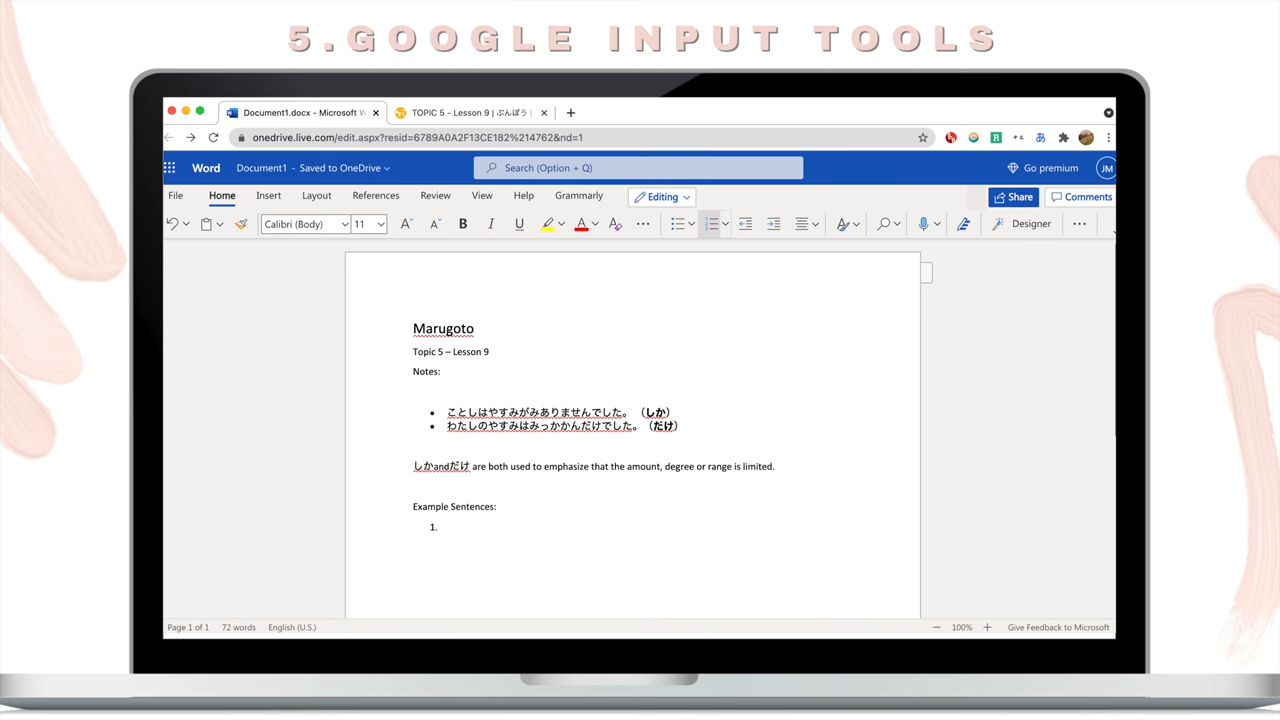 5.GOOGLE INPUT TOOLS
Document1.docx - Microsoft W
TOPIC 5 - Lesson 9 | ぶんぽう |
onedrive.live.com/edit.aspx?resid=6789A0A2F13CE182%214762&nd=1
Word Document1 - Saved to OneDrive Search (Option + Q) Go premium JM
File Home Insert Layout References Review View Help Grammarly Editing Share Comments
Calibri (Body) 11 A A B I U A Designer
Marugoto
Topic 5 – Lesson 9
Notes:
• ことしはやすみがみありませんでした。（しか）
• わたしのやすみはみっかかんだけでした。（だけ）
しかandだけ are both used to emphasize that the amount, degree or range is limited.
Example Sentences:
1.
Page 1 of 1 72 words English (U.S.) 100% Give Feedback to Microsoft